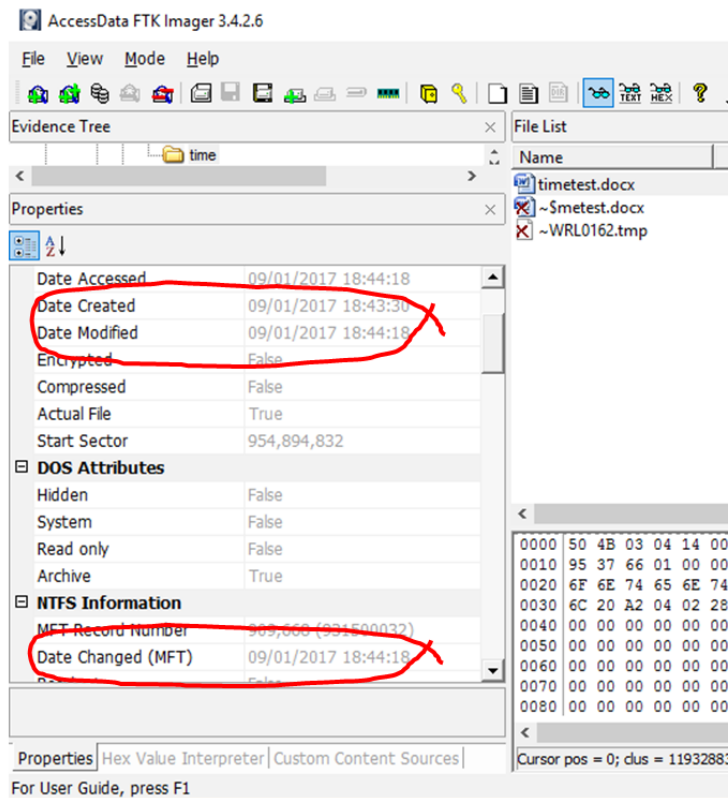 AccessData FTK Imager 3.4.2.6
File View Mode Help
Evidence Tree
time
Properties
Date Accessed 09/01/2017 18:44:18
Date Created 09/01/2017 18:43:30
Date Modified 09/01/2017 18:44:18
Encrypted False
Compressed False
Actual File True
Start Sector 954,894,832
DOS Attributes
Hidden False
System False
Read only False
Archive True
NTFS Information
MFT Record Number
Date Changed (MFT) 09/01/2017 18:44:18
False
Properties Hex Value Interpreter Custom Content Sources
For User Guide, press F1
TEXT HEX
File List
Name
timetest.docx
~$metest.docx
~WRL0162.tmp
0000 50 4B 03 04 14 00
0010 95 37 66 01 00 00
0020 6F 6E 74 65 6E 74
0030 6C 20 A2 04 02 28
0040 00 00 00 00 00 00
0050 00 00 00 00 00 00
0060 00 00 00 00 00 00
0070 00 00 00 00 00 00
0080 00 00 00 00 00 00
Cursor pos = 0; clus = 11932883